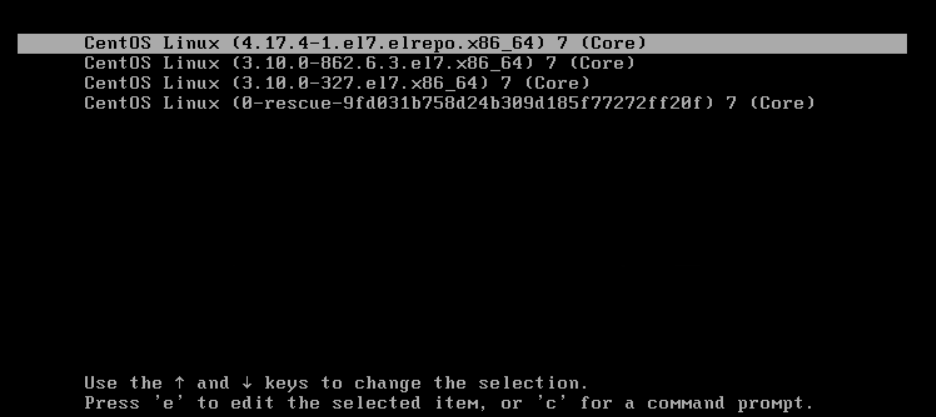 CentOS Linux (4.17.4-1.el7.elrepo.x86_64) 7 (Core)
CentOS Linux (3.10.0-862.6.3.el7.x86_64) 7 (Core)
CentOS Linux (3.10.0-327.el7.x86_64) 7 (Core)
CentOS Linux (0-rescue-9fd031b758d24b309d185f77272ff20f) 7 (Core)
Use the ↑ and ↓ keys to change the selection.
Press 'e' to edit the selected item, or 'c' for a command prompt.